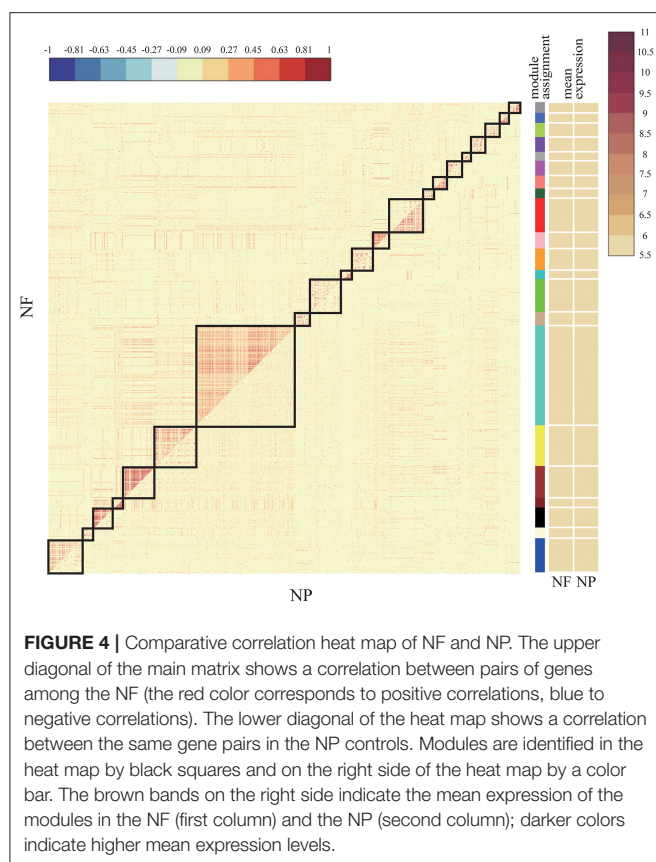 -1 -0.81 -0.63 -0.45 -0.27 -0.09 0.09 0.27 0.45 0.63 0.81 1
module assignment
mean expression
11
10.5
10
9.5
9
8.5
8
7.5
7
6.5
6
5.5
NF
NF NP
NP
FIGURE 4 | Comparative correlation heat map of NF and NP. The upper
diagonal of the main matrix shows a correlation between pairs of genes
among the NF (the red color corresponds to positive correlations, blue to
negative correlations). The lower diagonal of the heat map shows a correlation
between the same gene pairs in the NP controls. Modules are identified in the
heat map by black squares and on the right side of the heat map by a color
bar. The brown bands on the right side indicate the mean expression of the
modules in the NF (first column) and the NP (second column); darker colors
indicate higher mean expression levels.